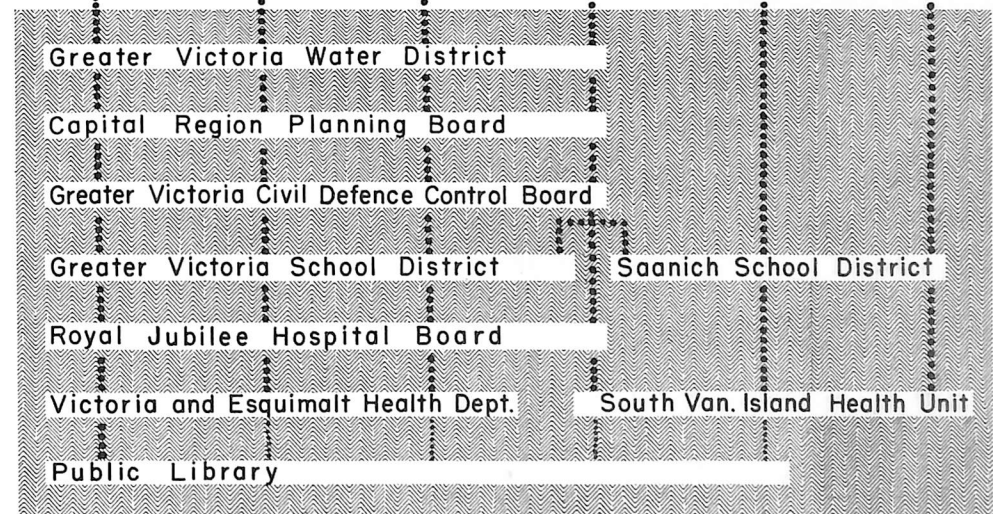 Greater Victoria Water District
Capital Region Planning Board
Greater Victoria Civil Defence Control Board
Greater Victoria School District
Saanich School District
Royal Jubilee Hospital Board
Victoria and Esquimalt Health Dept.
South Van. Island Health Unit
Public Library